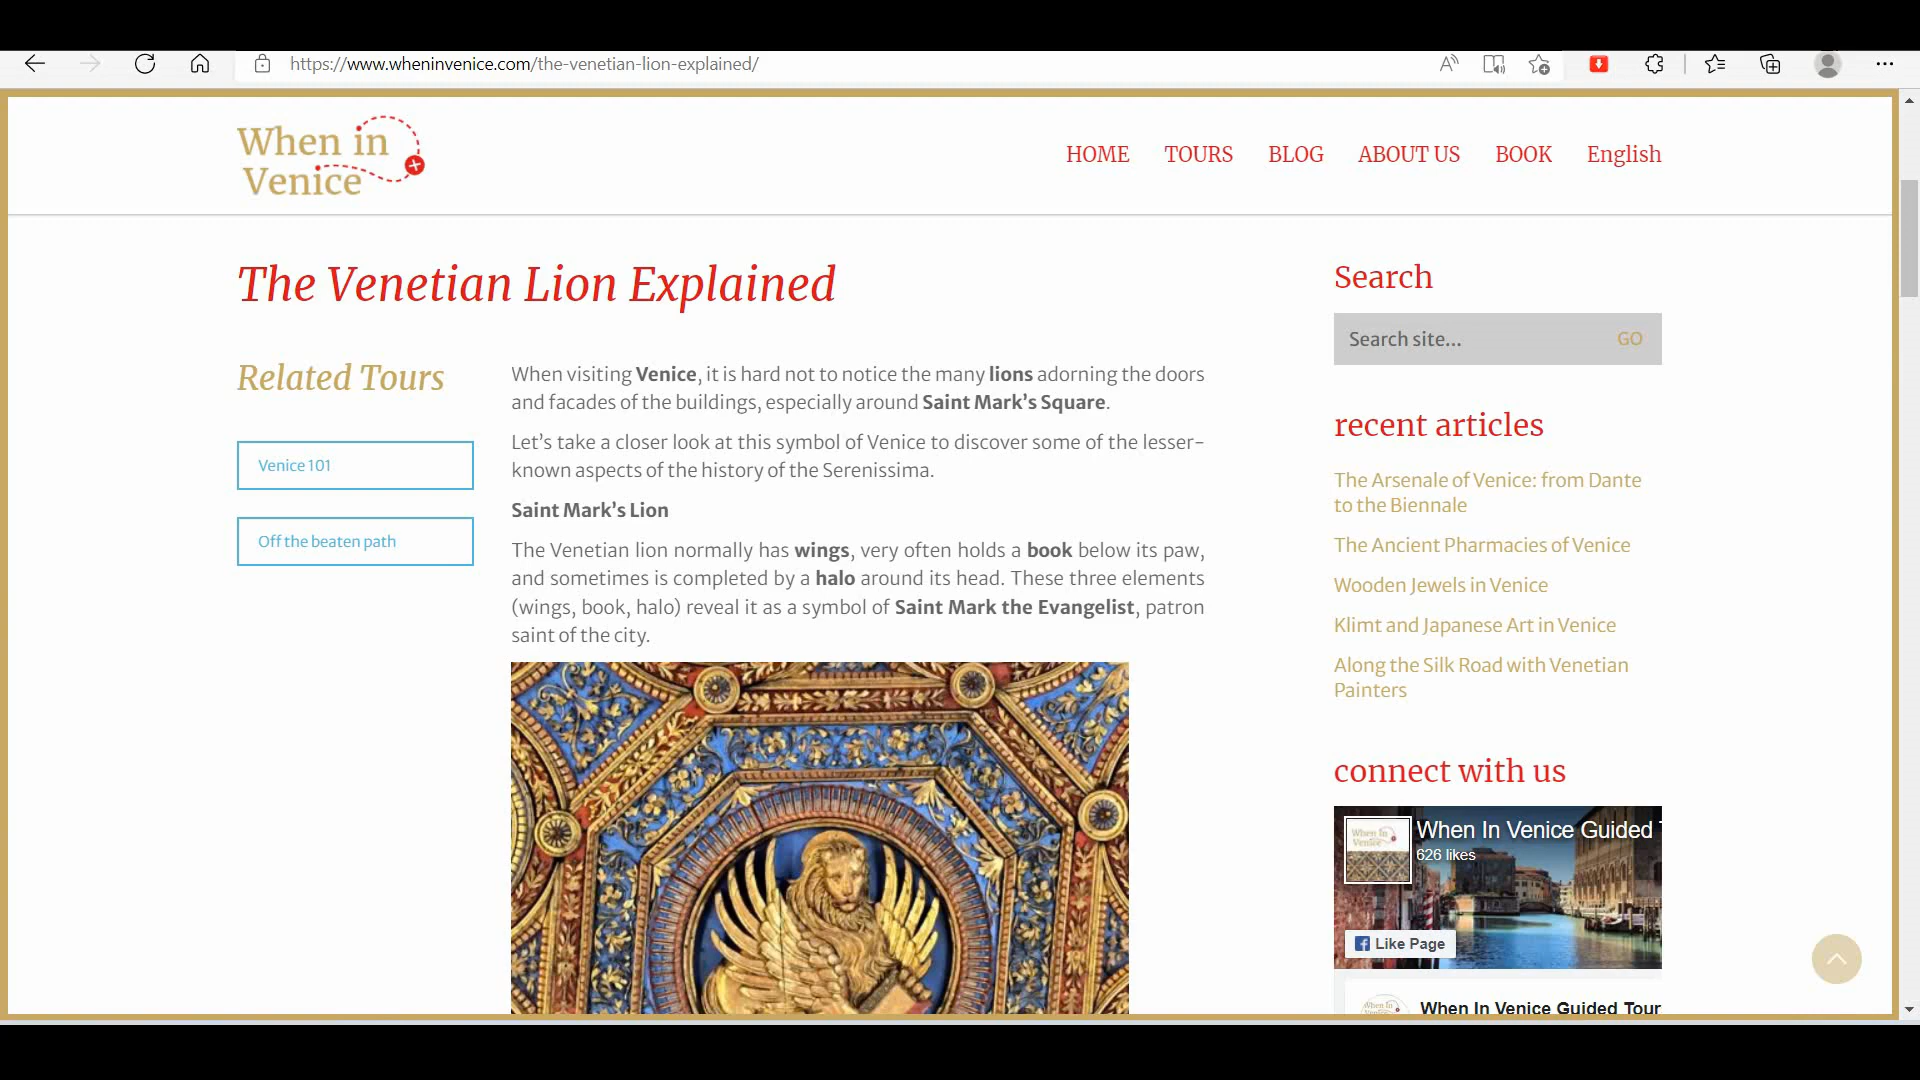 https://www.wheninvenice.com/the-venetian-lion-explained/
When in
Venice
HOME
TOURS
BLOG
ABOUT US
BOOK
English
The Venetian Lion Explained
Related Tours
Venice 101
Off the beaten path
When visiting Venice, it is hard not to notice the many lions adorning the doors
and facades of the buildings, especially around Saint Mark’s Square.
Let’s take a closer look at this symbol of Venice to discover some of the lesser-
known aspects of the history of the Serenissima.
Saint Mark’s Lion
The Venetian lion normally has wings, very often holds a book below its paw,
and sometimes is completed by a halo around its head. These three elements
(wings, book, halo) reveal it as a symbol of Saint Mark the Evangelist, patron
saint of the city.
Search
Search site...
GO
recent articles
The Arsenale of Venice: from Dante
to the Biennale
The Ancient Pharmacies of Venice
Wooden Jewels in Venice
Klimt and Japanese Art in Venice
Along the Silk Road with Venetian
Painters
connect with us
When In
Venice
When In Venice Guided
626 likes
Like Page
When In
When In Venice Guided Tour